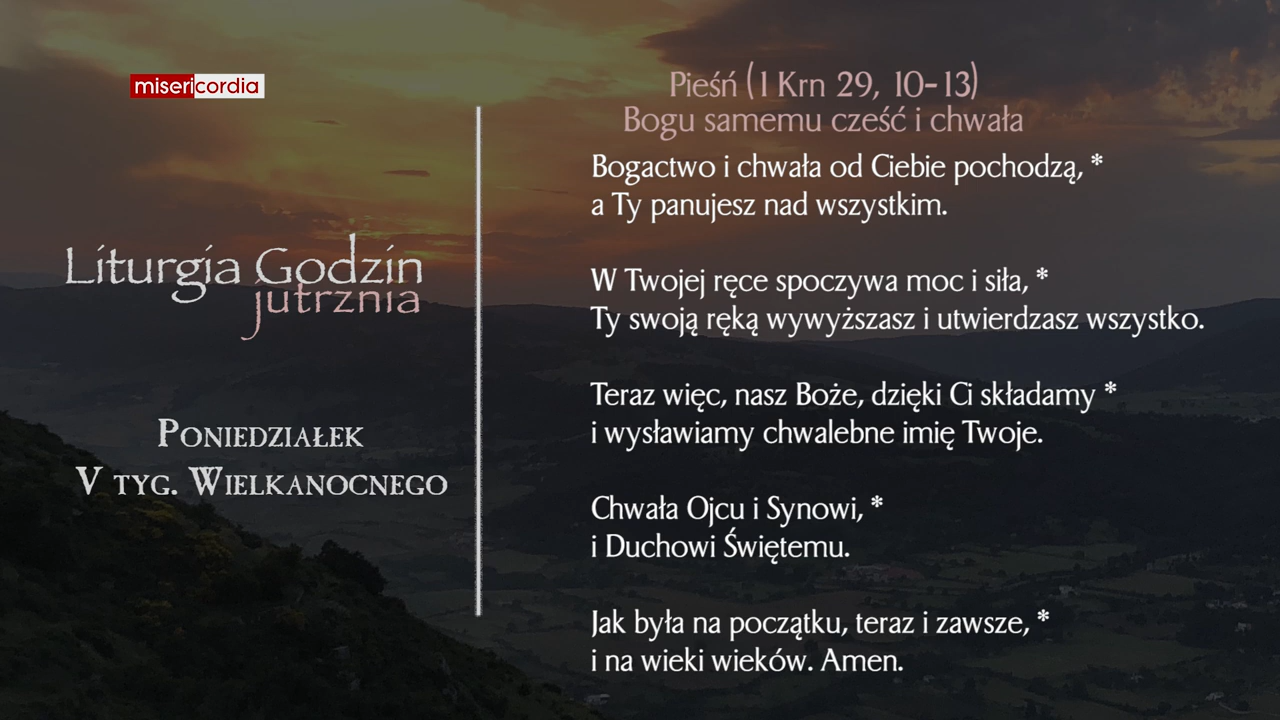 misericordia
Liturgia Godzin
jutrznia
Poniedziałek
V tyg. Wielkanocnego
Pieśń (1 Krn 29, 10-13)
Bogu samemu cześć i chwała
Bogactwo i chwała od Ciebie pochodzą, *
a Ty panujesz nad wszystkim.
W Twojej ręce spoczywa moc i siła, *
Ty swoją ręką wywyższasz i utwierdzasz wszystko.
Teraz więc, nasz Boże, dzięki Ci składamy *
i wysławiamy chwalebne imię Twoje.
Chwała Ojcu i Synowi, *
i Duchowi Świętemu.
Jak była na początku, teraz i zawsze, *
i na wieki wieków. Amen.